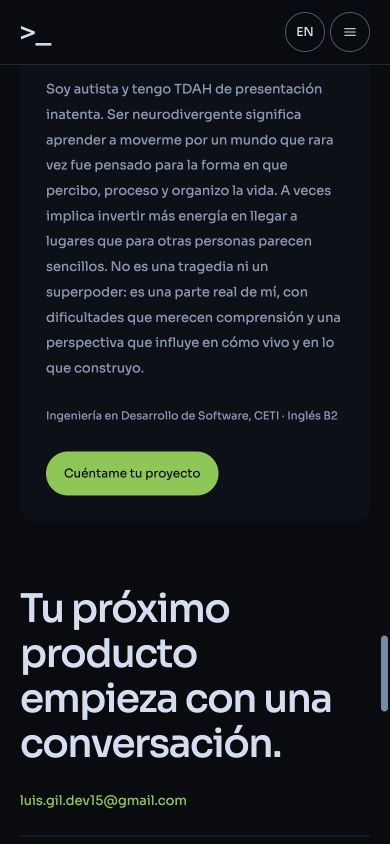 >_
EN
Soy autista y tengo TDAH de presentación
inatenta. Ser neurodivergente significa
aprender a moverme por un mundo que rara
vez fue pensado para la forma en que
percibo, proceso y organizo la vida. A veces
implica invertir más energía en llegar a
lugares que para otras personas parecen
sencillos. No es una tragedia ni un
superpoder: es una parte real de mí, con
dificultades que merecen comprensión y una
perspectiva que influye en cómo vivo y en lo
que construyo.
Ingeniería en Desarrollo de Software, CETI · Inglés B2
Cuéntame tu proyecto
Tu próximo
producto
empieza con una
conversación.
luis.gil.dev15@gmail.com